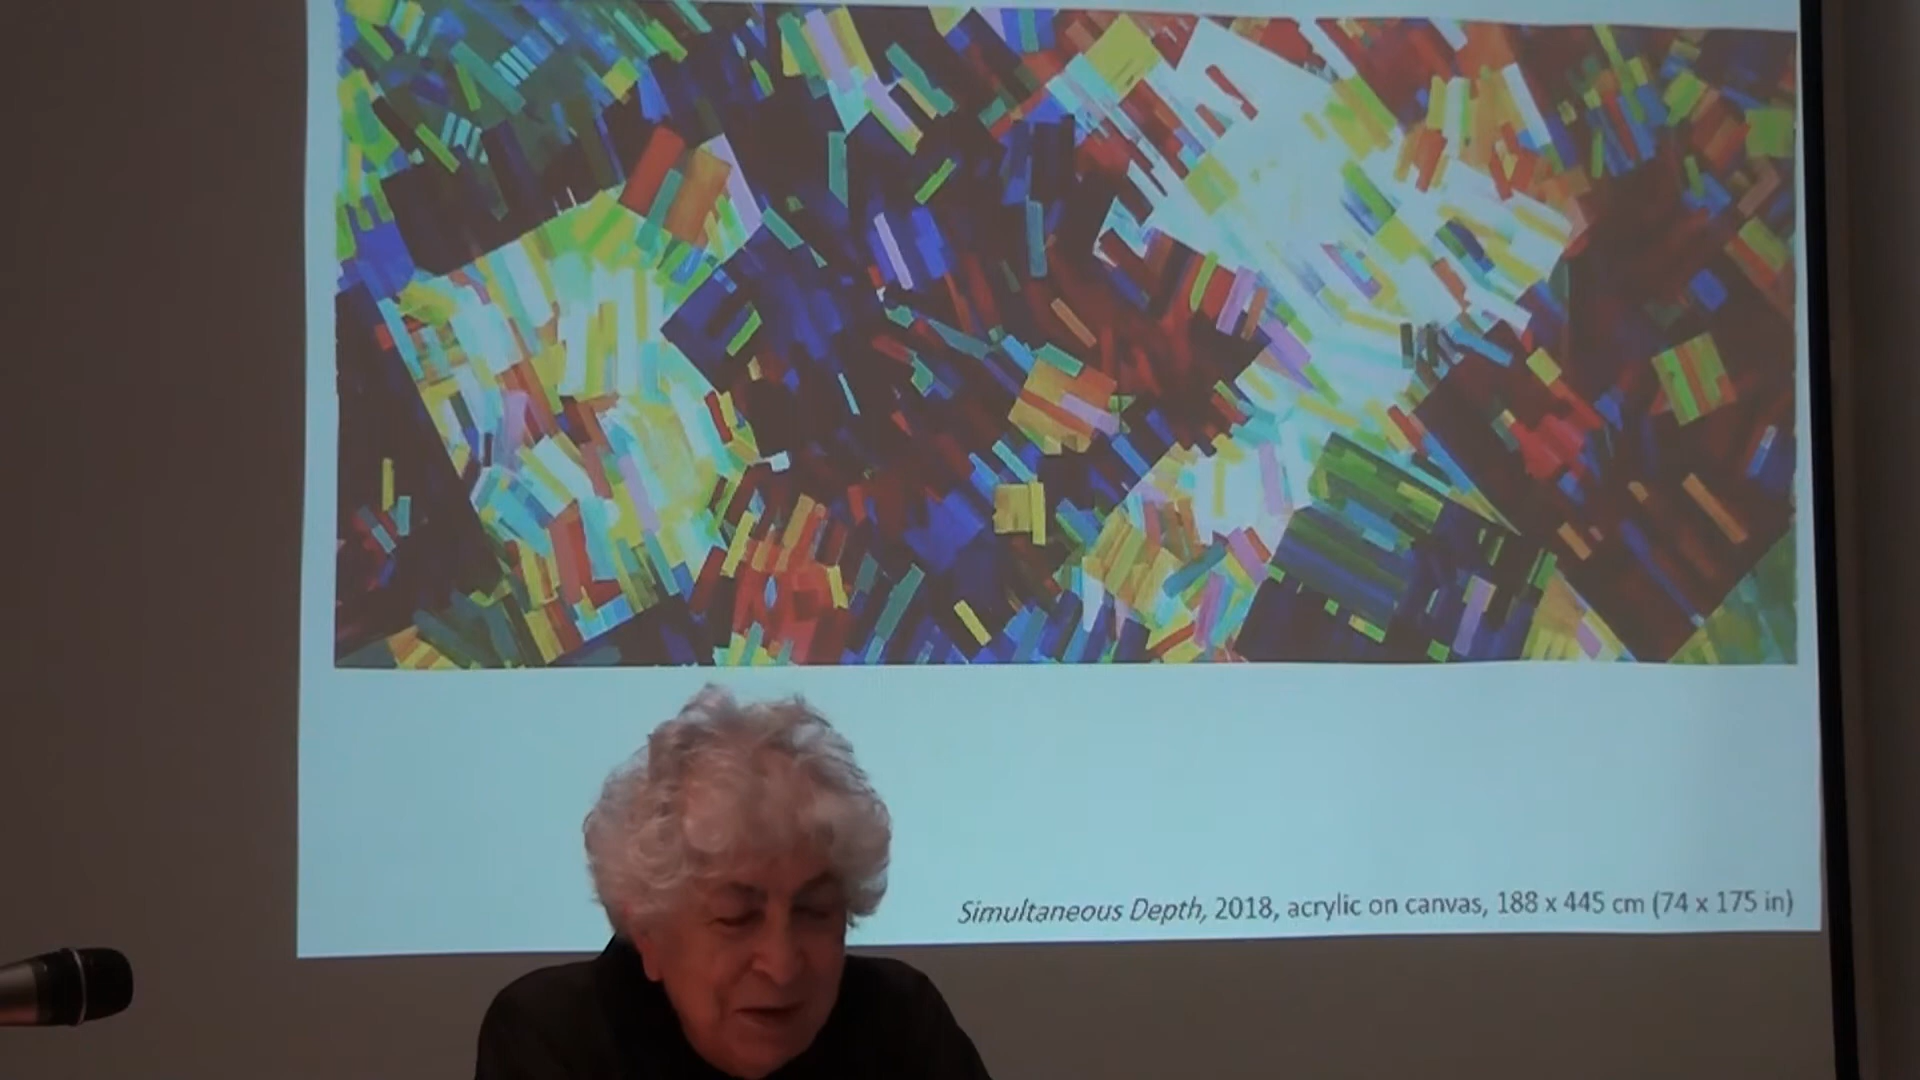 Simultaneous Depth, 2018, acrylic on canvas, 188 x 445 cm (74 x 175 in)